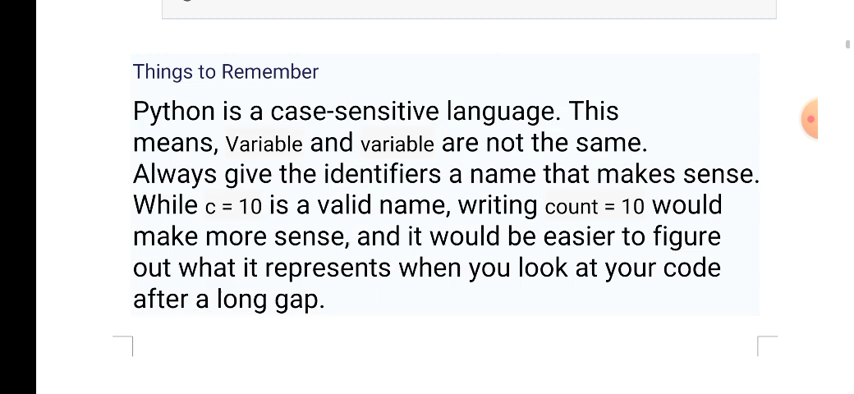 Things to Remember
Python is a case-sensitive language. This
means, Variable and variable are not the same.
Always give the identifiers a name that makes sense.
While c = 10 is a valid name, writing count = 10 would
make more sense, and it would be easier to figure
out what it represents when you look at your code
after a long gap.